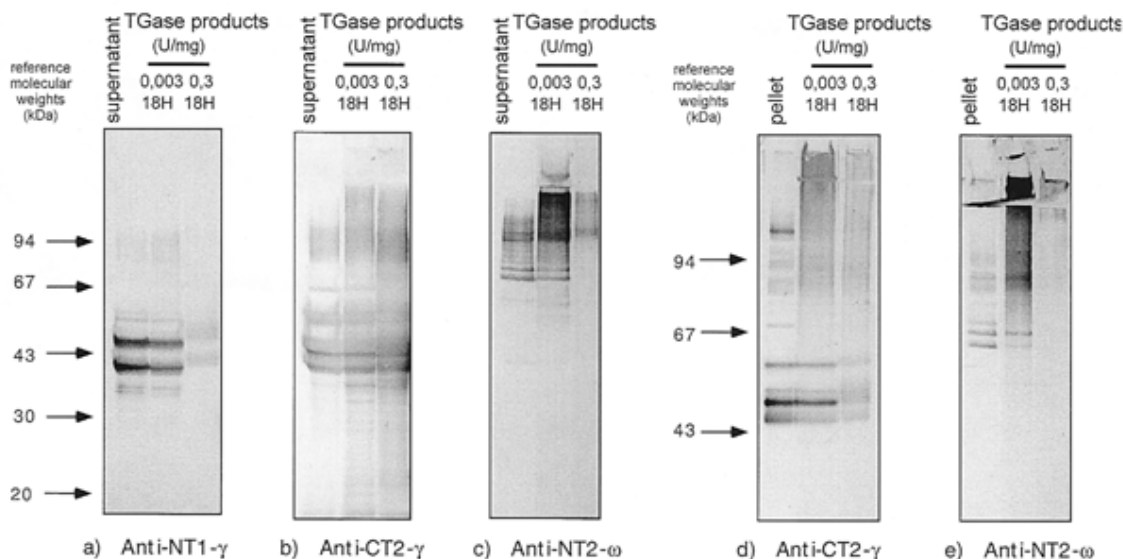 TGase products
(U/mg)
reference
molecular
weights
(kDa)
supernatant
0,003 0,3
18H 18H
94
67
43
30
20
a) Anti-NT1-γ
TGase products
(U/mg)
supernatant
0,003 0,3
18H 18H
b) Anti-CT2-γ
TGase products
(U/mg)
supernatant
0,003 0,3
18H 18H
c) Anti-NT2-ω
TGase products
(U/mg)
reference
molecular
weights
(kDa)
pellet
0,003 0,3
18H 18H
94
67
43
d) Anti-CT2-γ
TGase products
(U/mg)
pellet
0,003 0,3
18H 18H
e) Anti-NT2-ω